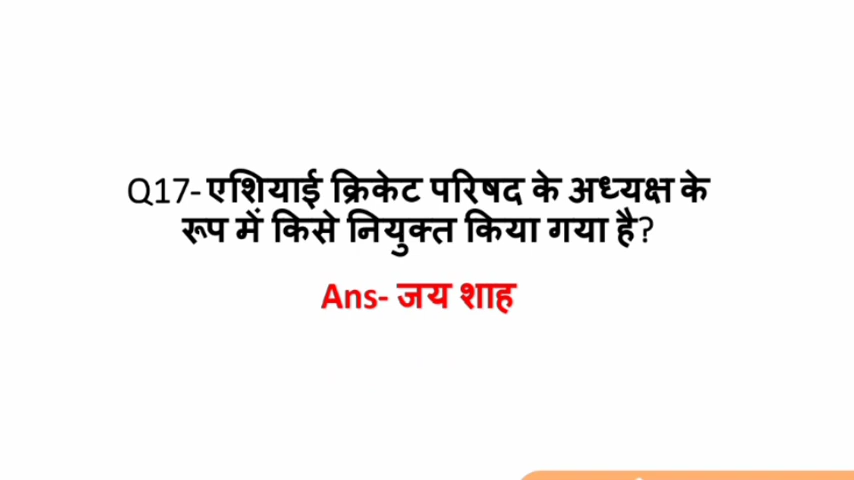 Q17- एशियाई क्रिकेट परिषद के अध्यक्ष के
रूप में किसे नियुक्त किया गया है?
Ans- जय शाह